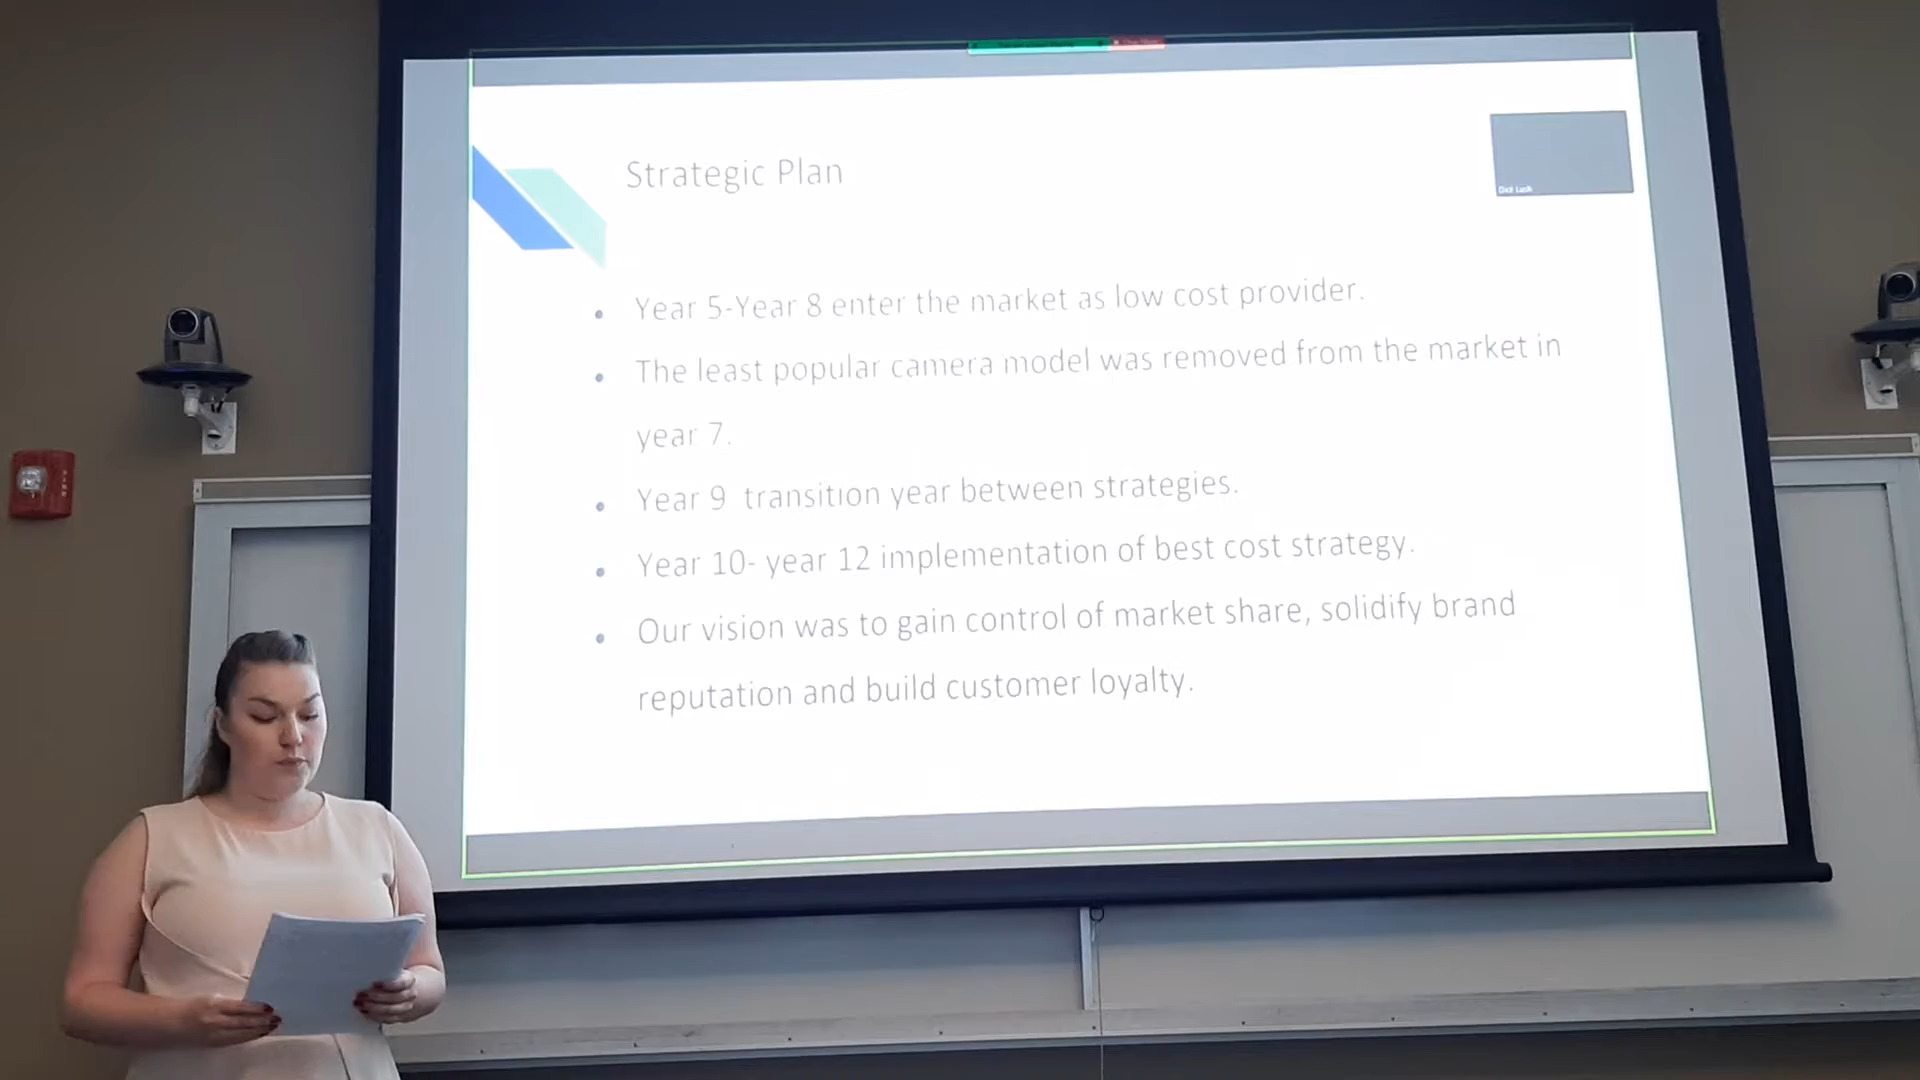 Strategic Plan
Year 5-Year 8 enter the market as low cost provider.
The least popular camera model was removed from the market in
year 7.
Year 9 transition year between strategies.
Year 10- year 12 implementation of best cost strategy.
Our vision was to gain control of market share, solidify brand
reputation and build customer loyalty.